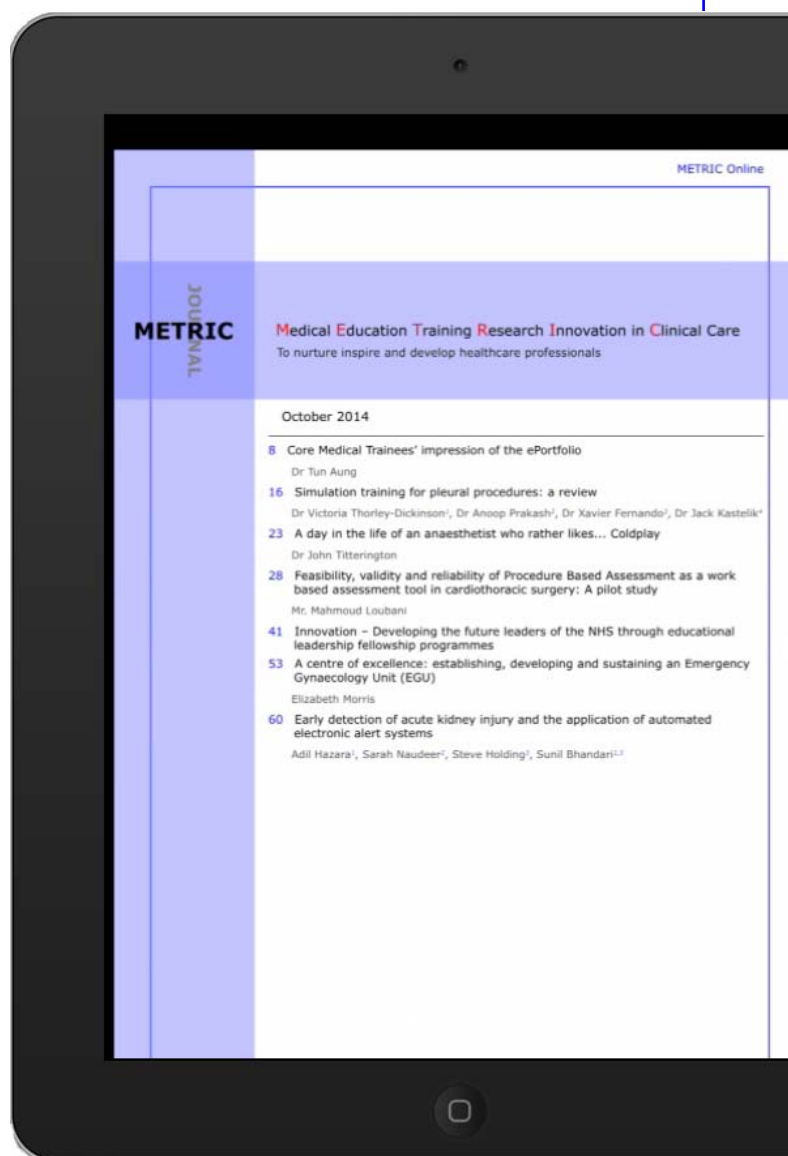 METRIC Online
JOURNAL
METRIC
Medical Education Training Research Innovation in Clinical Care
To nurture inspire and develop healthcare professionals
October 2014
8 Core Medical Trainees' impression of the ePortfolio
Dr Tun Aung
16 Simulation training for pleural procedures: a review
Dr Victoria Thorley-Dickinson, Dr Anoop Prakash, Dr Xavier Fernando, Dr Jack Kastelik
23 A day in the life of an anaesthetist who rather likes... Coldplay
Dr John Titterington
28 Feasibility, validity and reliability of Procedure Based Assessment as a work
based assessment tool in cardiothoracic surgery: A pilot study
Mr. Mahmoud Loubani
41 Innovation – Developing the future leaders of the NHS through educational
leadership fellowship programmes
53 A centre of excellence: establishing, developing and sustaining an Emergency
Gynaecology Unit (EGU)
Elizabeth Morris
60 Early detection of acute kidney injury and the application of automated
electronic alert systems
Adil Hazara, Sarah Naudeer, Steve Holding, Sunil Bhandari